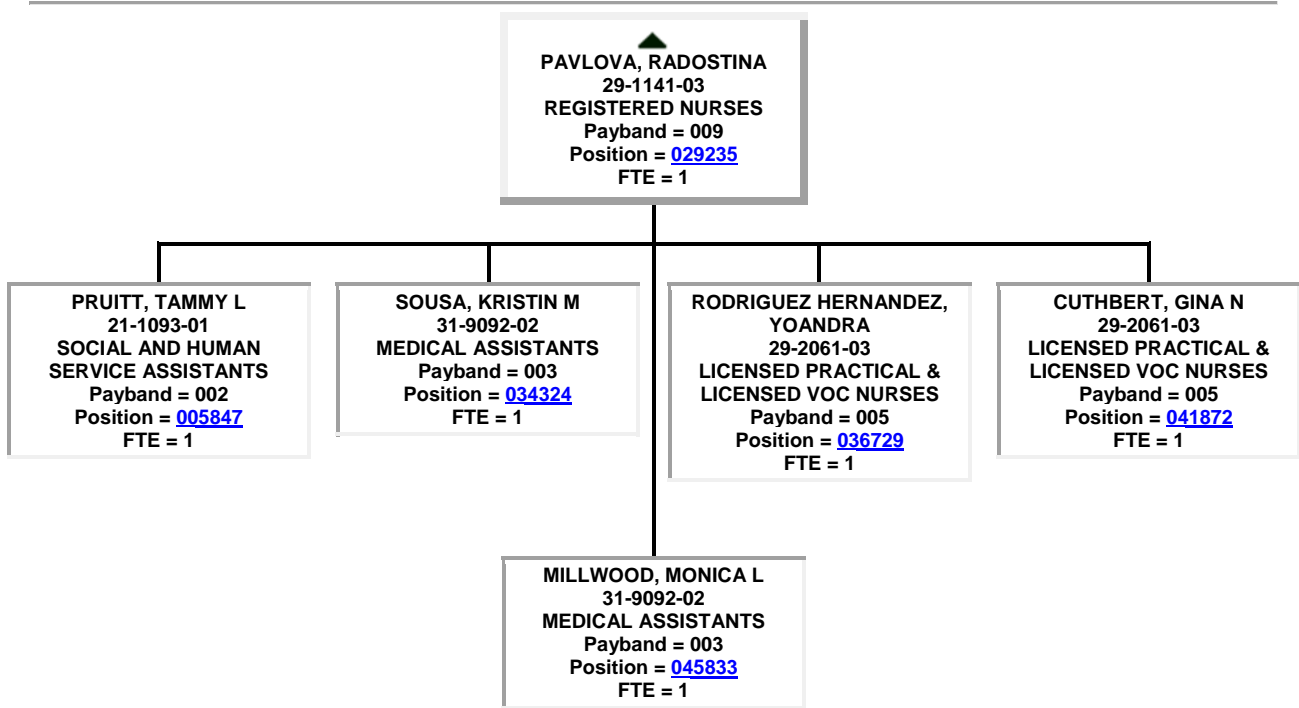 PAVLOVA, RADOSTINA
29-1141-03
REGISTERED NURSES
Payband = 009
Position = 029235
FTE = 1
PRUITT, TAMMY L
21-1093-01
SOCIAL AND HUMAN
SERVICE ASSISTANTS
Payband = 002
Position = 005847
FTE = 1
SOUSA, KRISTIN M
31-9092-02
MEDICAL ASSISTANTS
Payband = 003
Position = 034324
FTE = 1
RODRIGUEZ HERNANDEZ,
YOANDRA
29-2061-03
LICENSED PRACTICAL &
LICENSED VOC NURSES
Payband = 005
Position = 036729
FTE = 1
CUTHBERT, GINA N
29-2061-03
LICENSED PRACTICAL &
LICENSED VOC NURSES
Payband = 005
Position = 041872
FTE = 1
MILLWOOD, MONICA L
31-9092-02
MEDICAL ASSISTANTS
Payband = 003
Position = 045833
FTE = 1